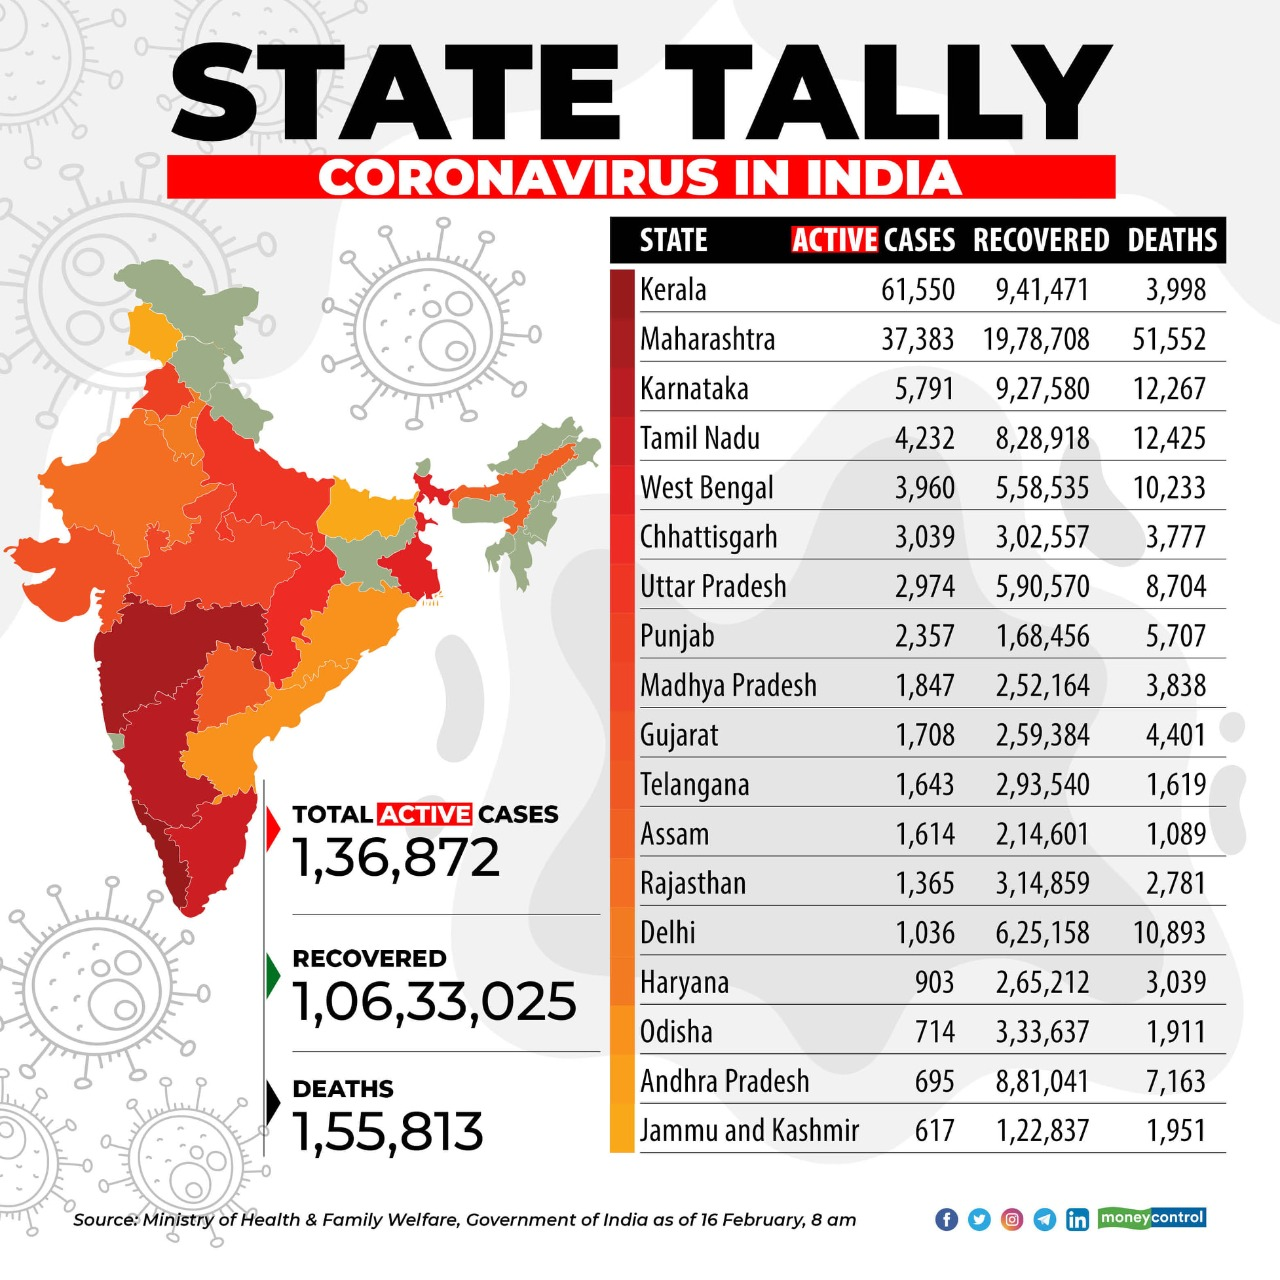 STATE TALLY
CORONAVIRUS IN INDIA
STATE ACTIVE CASES RECOVERED DEATHS
Kerala 61,550 9,41,471 3,998
Maharashtra 37,383 19,78,708 51,552
Karnataka 5,791 9,27,580 12,267
Tamil Nadu 4,232 8,28,918 12,425
West Bengal 3,960 5,58,535 10,233
Chhattisgarh 3,039 3,02,557 3,777
Uttar Pradesh 2,974 5,90,570 8,704
Punjab 2,357 1,68,456 5,707
Madhya Pradesh 1,847 2,52,164 3,838
Gujarat 1,708 2,59,384 4,401
Telangana 1,643 2,93,540 1,619
Assam 1,614 2,14,601 1,089
Rajasthan 1,365 3,14,859 2,781
Delhi 1,036 6,25,158 10,893
Haryana 903 2,65,212 3,039
Odisha 714 3,33,637 1,911
Andhra Pradesh 695 8,81,041 7,163
Jammu and Kashmir 617 1,22,837 1,951
TOTAL ACTIVE CASES
1,36,872
RECOVERED
1,06,33,025
DEATHS
1,55,813
Source: Ministry of Health & Family Welfare, Government of India as of 16 February, 8 am
moneycontrol